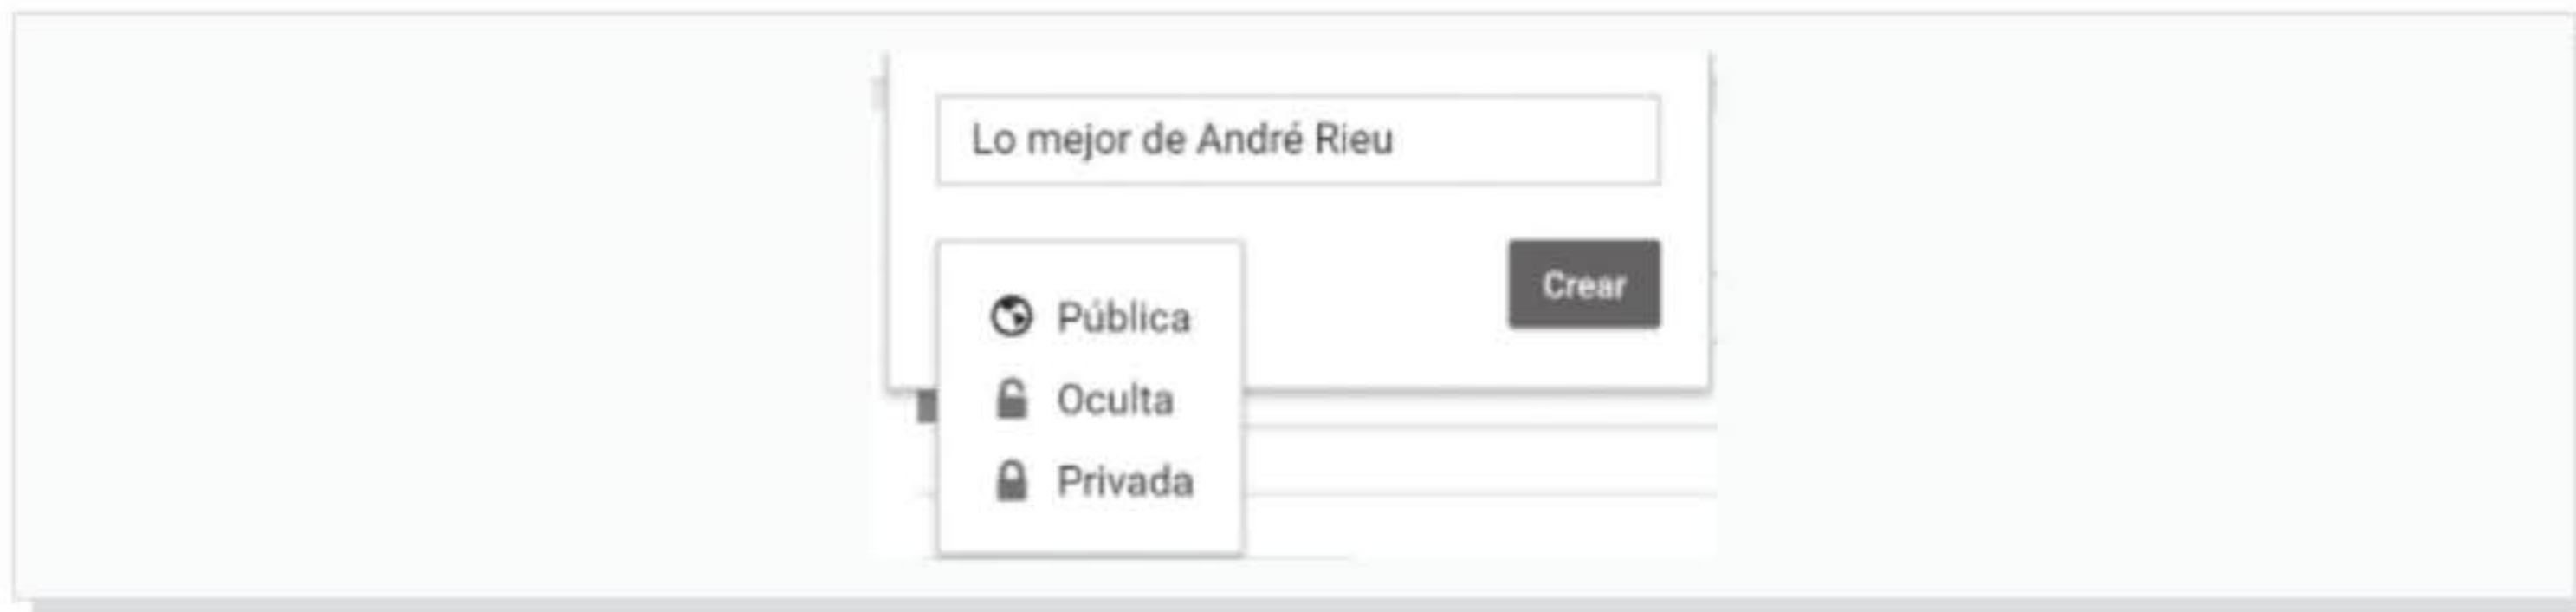 Lo mejor de André Rieu
Crear
Pública
Oculta
Privada